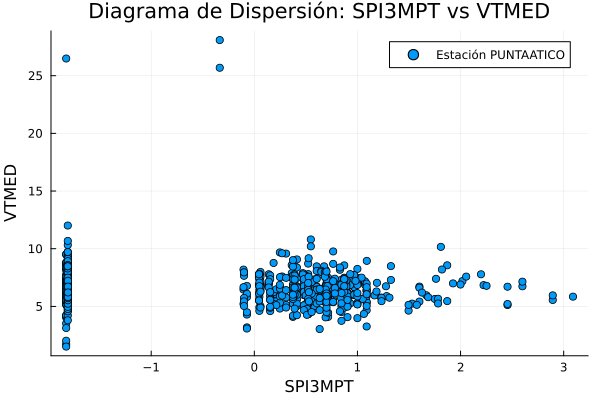 Diagrama de Dispersión: SPI3MPT vs VTMED
Estación PUNTAATICO
VTMED
25
20
15
10
5
−1
0
1
2
3
SPI3MPT